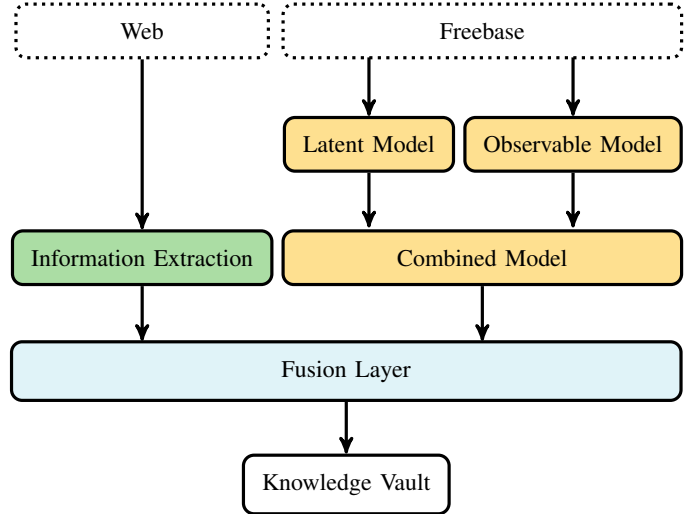 Web
Freebase
Latent Model
Observable Model
Information Extraction
Combined Model
Fusion Layer
Knowledge Vault